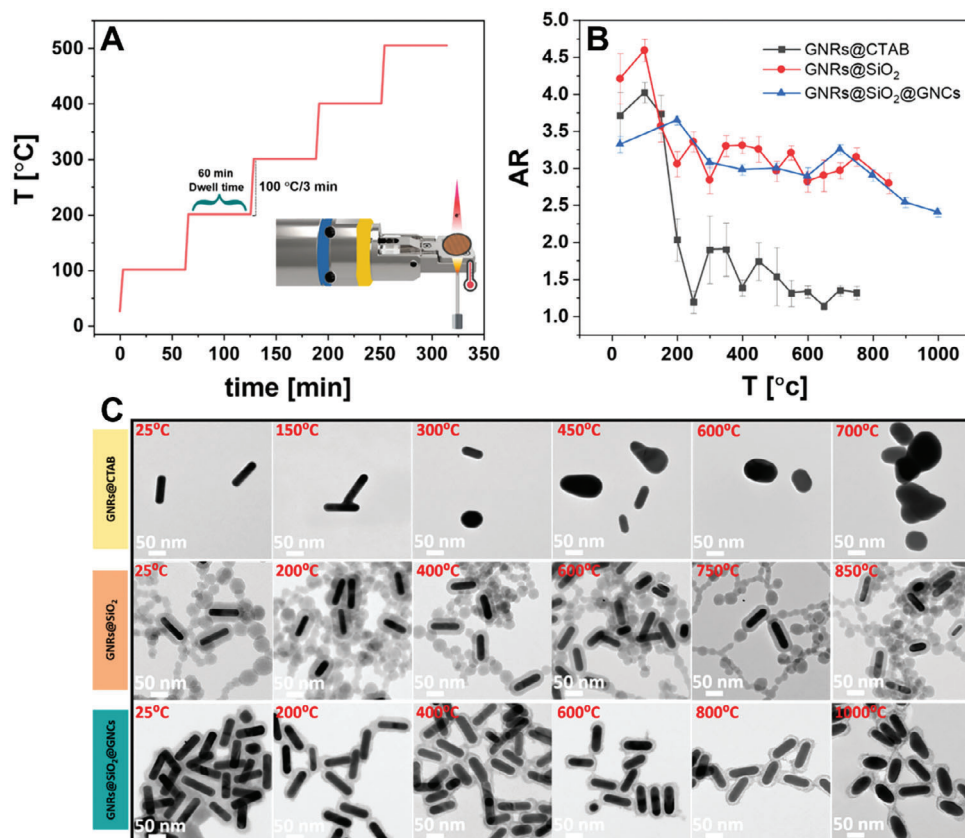 A
T [°C]
500
400
300
200
100
0
60 min
Dwell time
100 °C/3 min
0 50 100 150 200 250 300 350
time [min]
B
GNRs@CTAB
GNRs@SiO₂
GNRs@SiO₂@GNCs
AR
5.0
4.5
4.0
3.5
3.0
2.5
2.0
1.5
1.0
0 200 400 600 800 1000
T [°c]
C
GNRs@CTAB
25°C 150°C 300°C 450°C 600°C 700°C
50 nm 50 nm 50 nm 50 nm 50 nm 50 nm
GNRs@SiO₂
25°C 200°C 400°C 600°C 750°C 850°C
50 nm 50 nm 50 nm 50 nm 50 nm 50 nm
GNRs@SiO₂@GNCs
25°C 200°C 400°C 600°C 800°C 1000°C
50 nm 50 nm 50 nm 50 nm 50 nm 50 nm